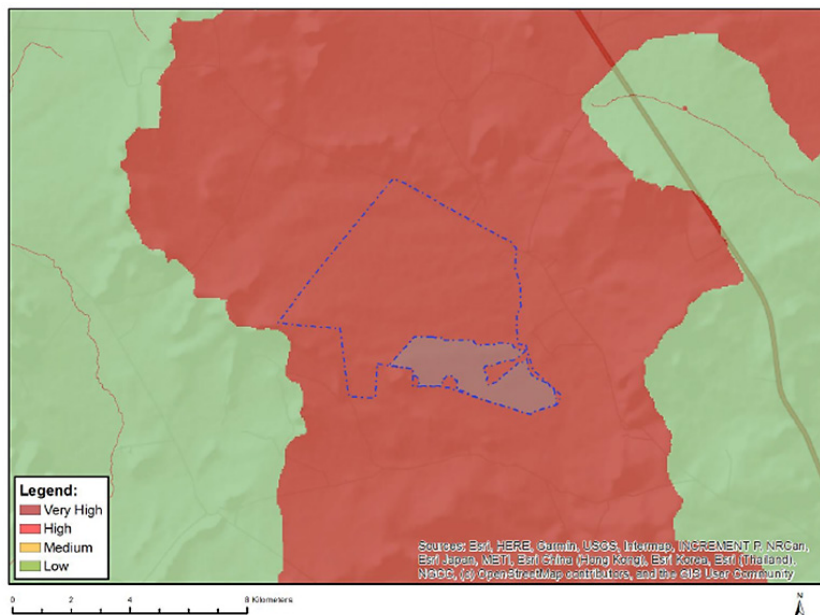 Legend:
Very High
High
Medium
Low
Sources: Esri, HERE, Garmin, USGS, Intermap, INCREMENT P, NRCan,
Esri Japan, METI, Esri China (Hong Kong), Esri Korea, Esri (Thailand),
NGCC, (c) OpenStreetMap contributors, and the GIS User Community
0 2 4 8 Kilometers
N